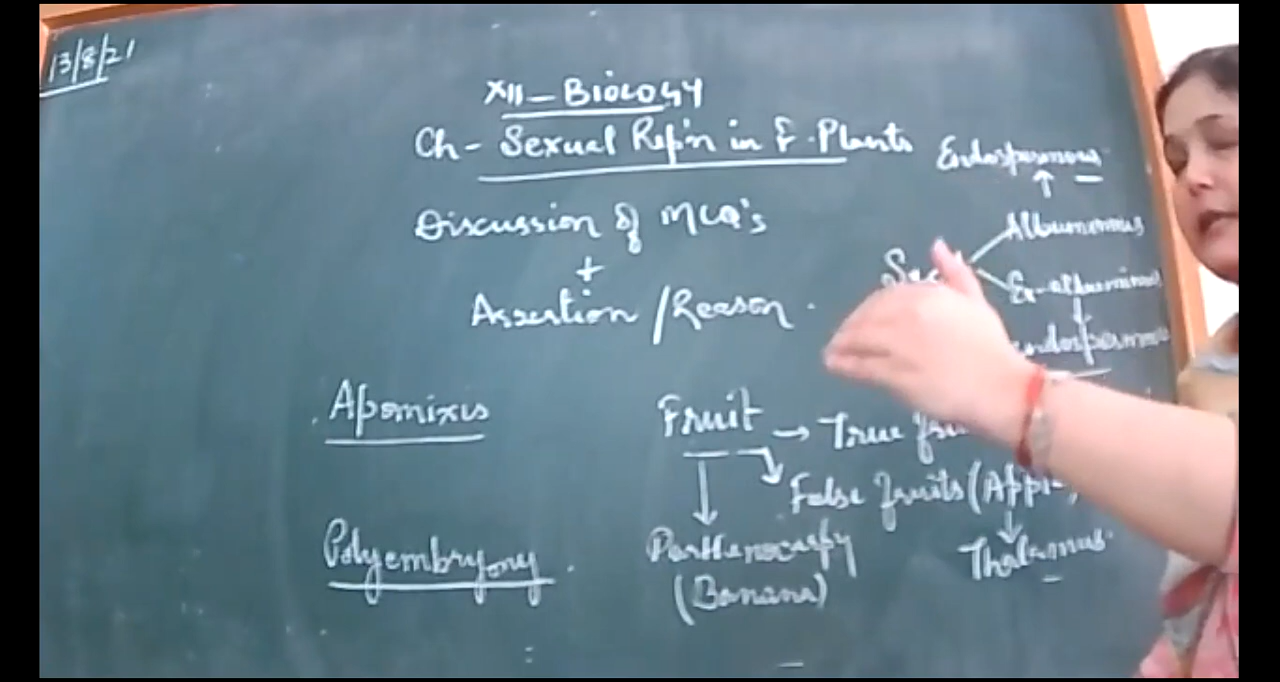 13/8/21
XII - BIOLOGY
Ch - Sexual Rep'n in F. Plants
Discussion of MCQ's
+
Assertion / Reason.
Endospermous
Albuminous
Ex-albuminous
Apomixis
Fruit → True
False fruits (
Thalamus.
Parthenocarpy
(Banana)
Polyembryony.